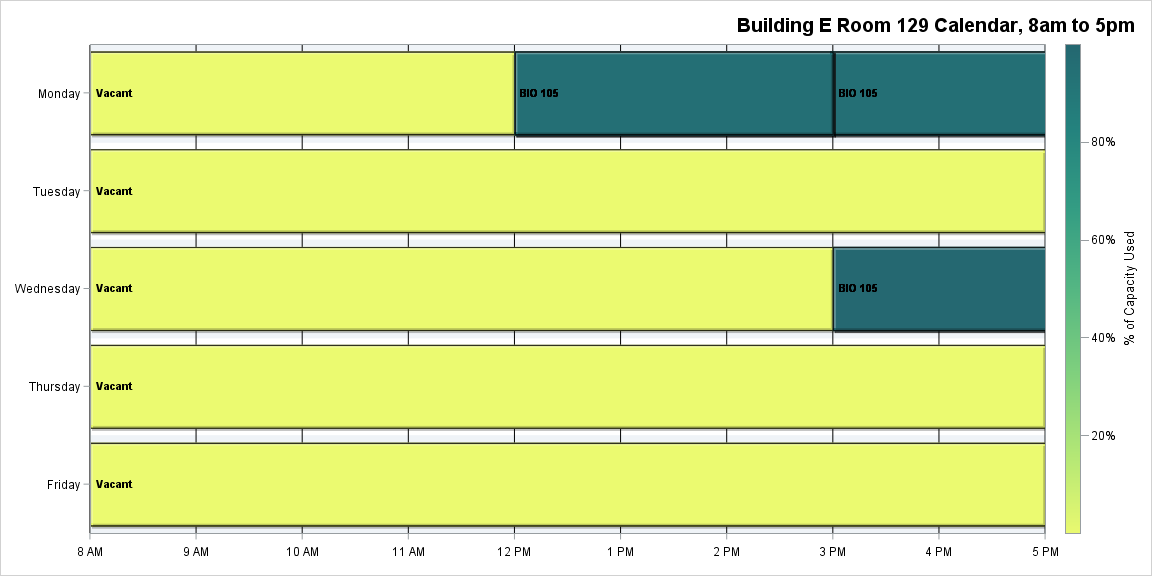 Building E Room 129 Calendar, 8am to 5pm
Monday
Vacant
BIO 105
BIO 105
Tuesday
Vacant
Wednesday
Vacant
BIO 105
Thursday
Vacant
Friday
Vacant
8 AM
9 AM
10 AM
11 AM
12 PM
1 PM
2 PM
3 PM
4 PM
5 PM
80%
60%
40%
20%
% of Capacity Used